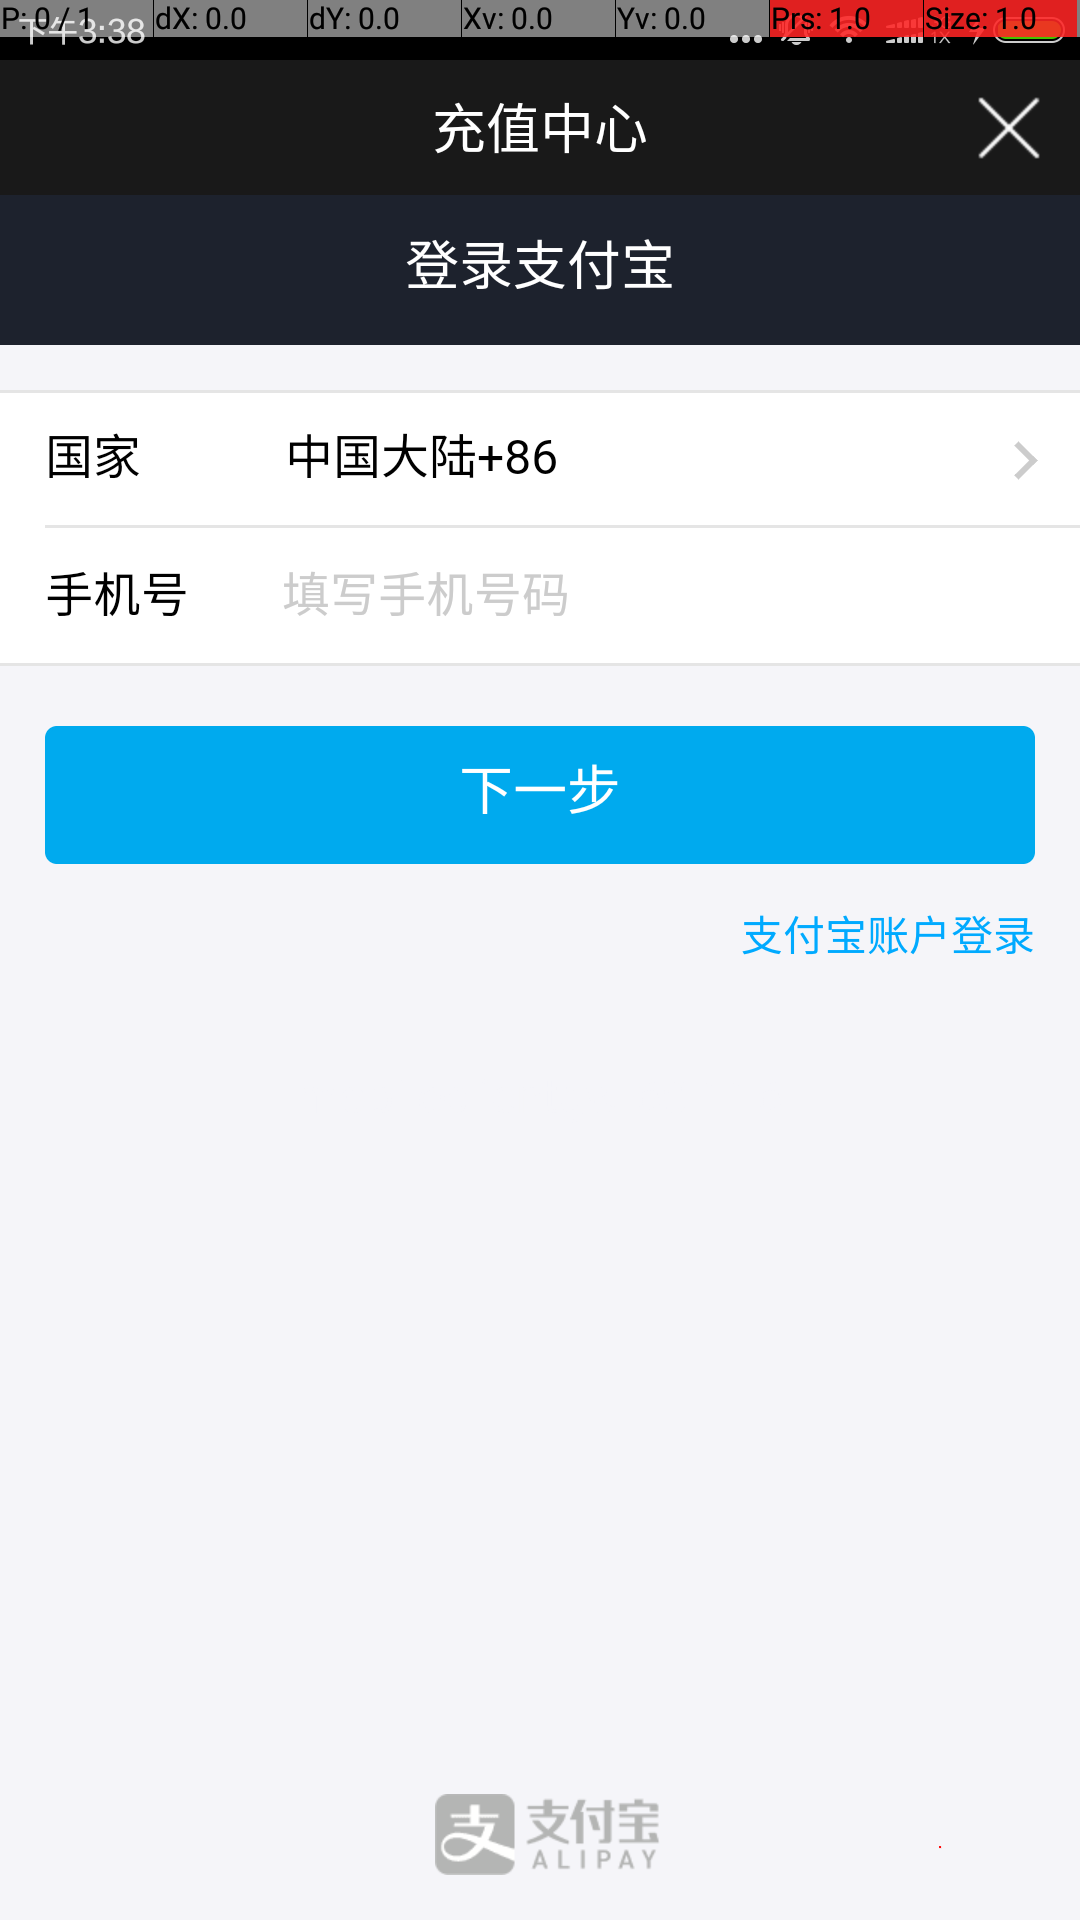 P: 0 / 1 dX: 0.0 dY: 0.0 Xv: 0.0 Yv: 0.0 Prs: 1.0 Size: 1.0
下午3:38 1X
充值中心
登录支付宝
国家 中国大陆+86
手机号 填写手机号码
下一步
支付宝账户登录
支 支付宝
ALIPAY